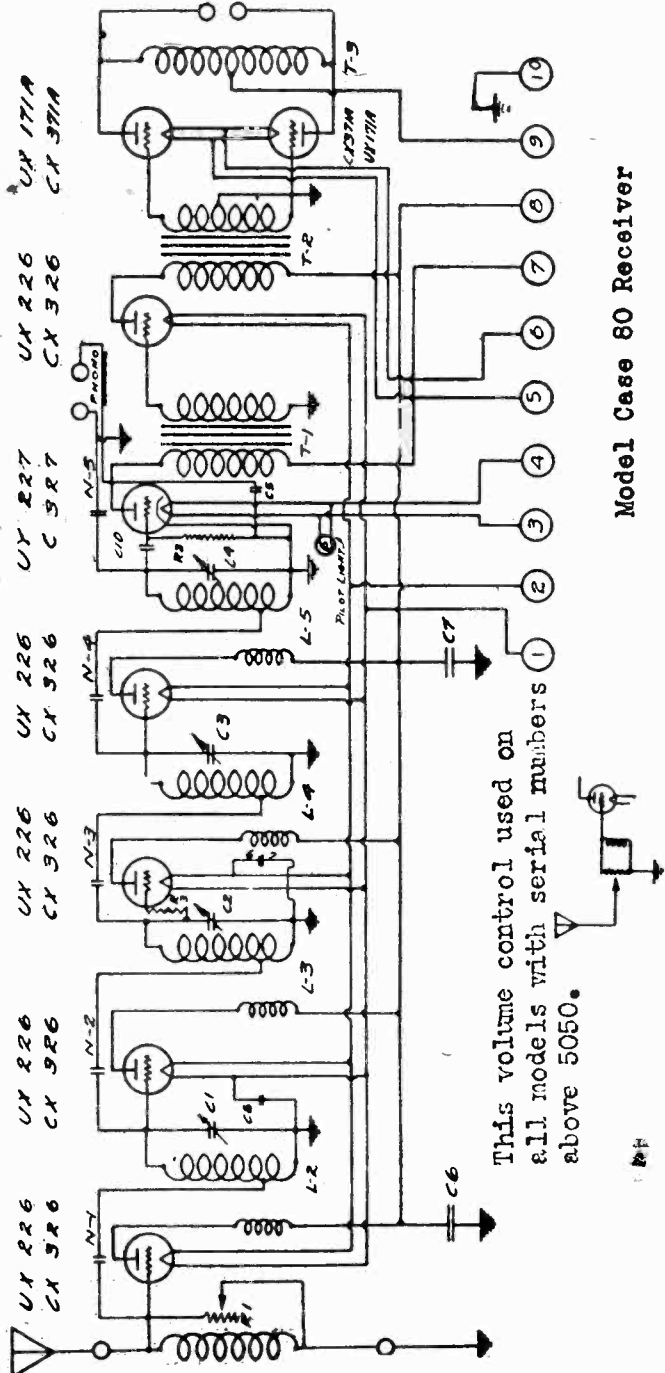 UX 226
CX 326
UX 226
CX 326
UX 226
CX 326
UX 226
CX 326
UY 227
C 327
UX 226
CX 326
UX 171A
CX 371A
N-1
N-2
N-3
N-4
N-5
PHONO
R1
C1
C8
R3
C2
C3
C10
R2
C4
C5
L-2
L-3
L-4
L-5
T-1
T-2
T-3
CX371A
UX171A
PILOT LIGHTS
C6
C7
1
2
3
4
5
6
7
8
9
10
This volume control used on
all models with serial numbers
above 5050.
Model Case 80 Receiver